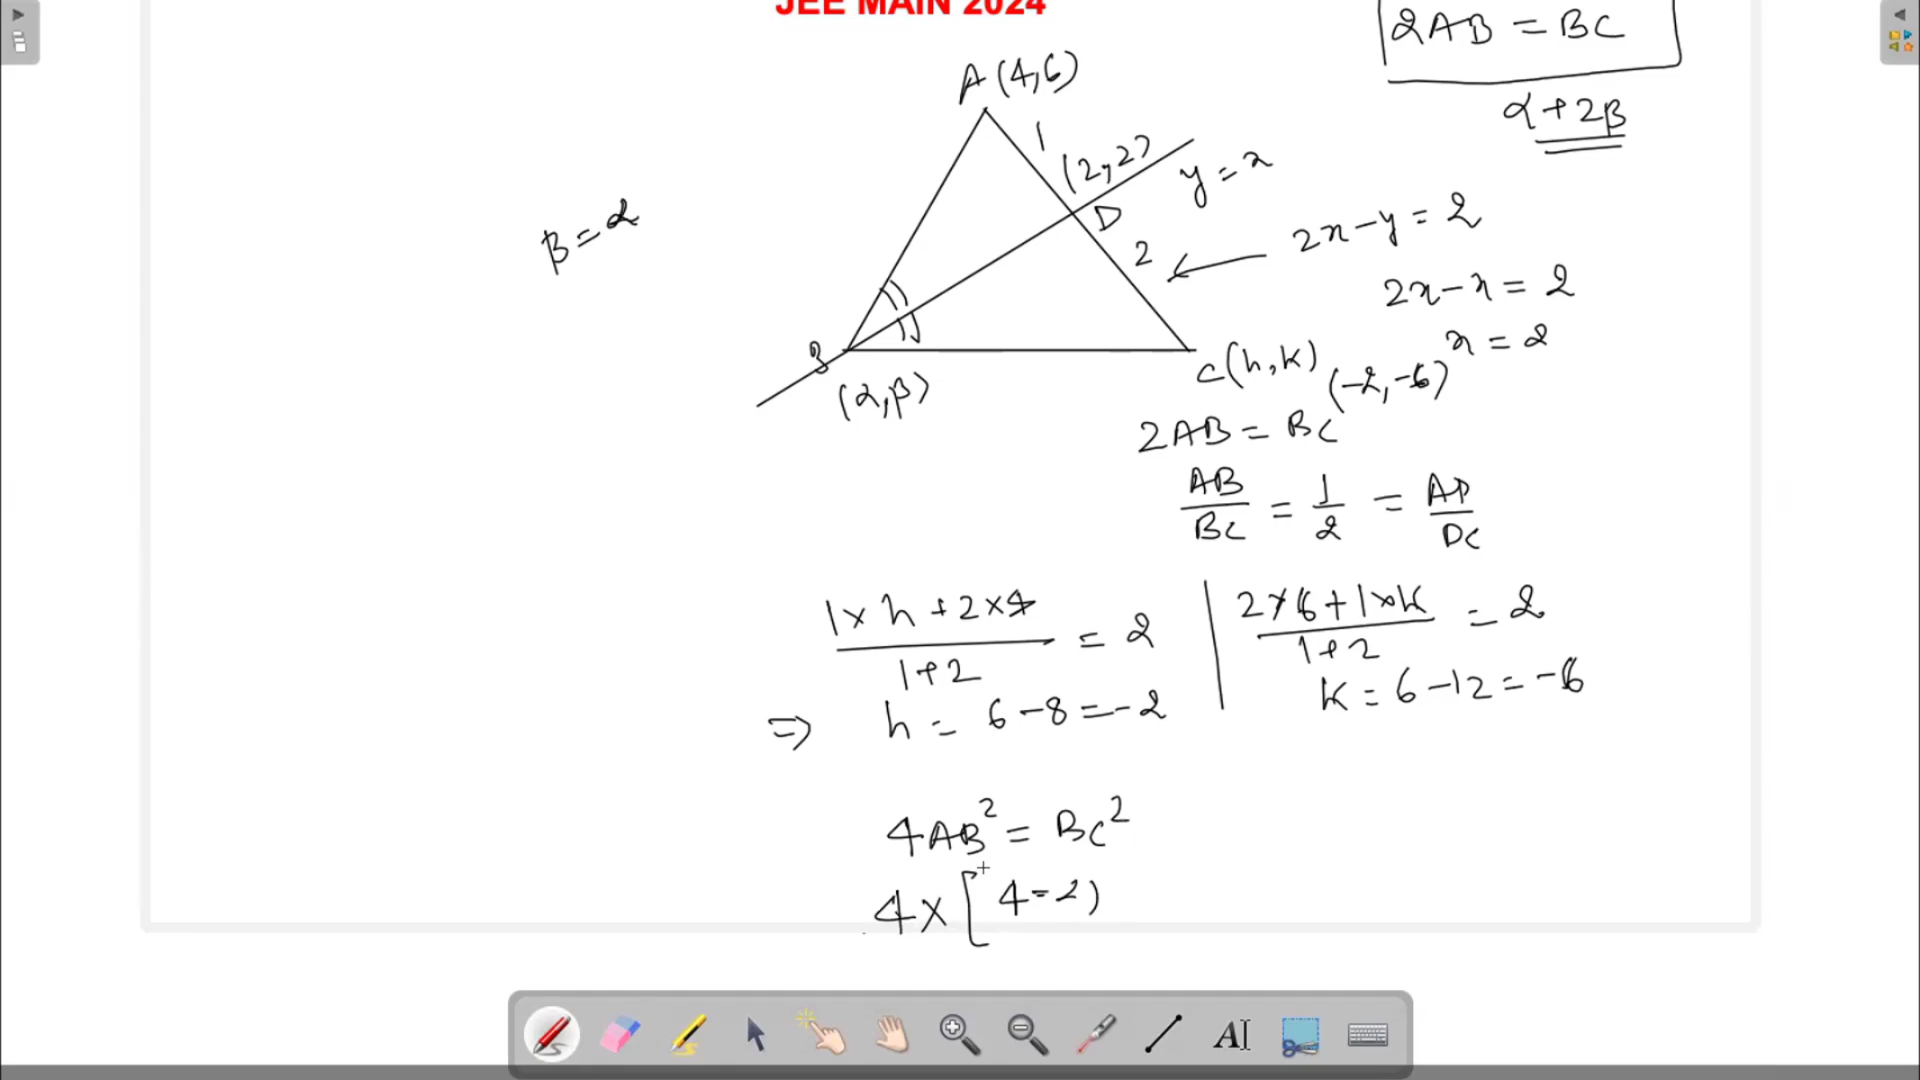 JEE MAIN 2024
2AB = BC
α+2β
A (4,6)
1
(2,2)
y=x
D
2
β=α
2x-y=2
2x-x=2
x=2
B
(α,β)
C(h,k)
(-2,-6)
2AB = BC
AB/BC = 1/2 = AD/DC
(1×h+2×4)/(1+2) = 2
(2×6+1×k)/(1+2) = 2
⇒ h = 6-8=-2
k = 6-12=-6
4AB² = BC²
4×[ 4-α)
AI